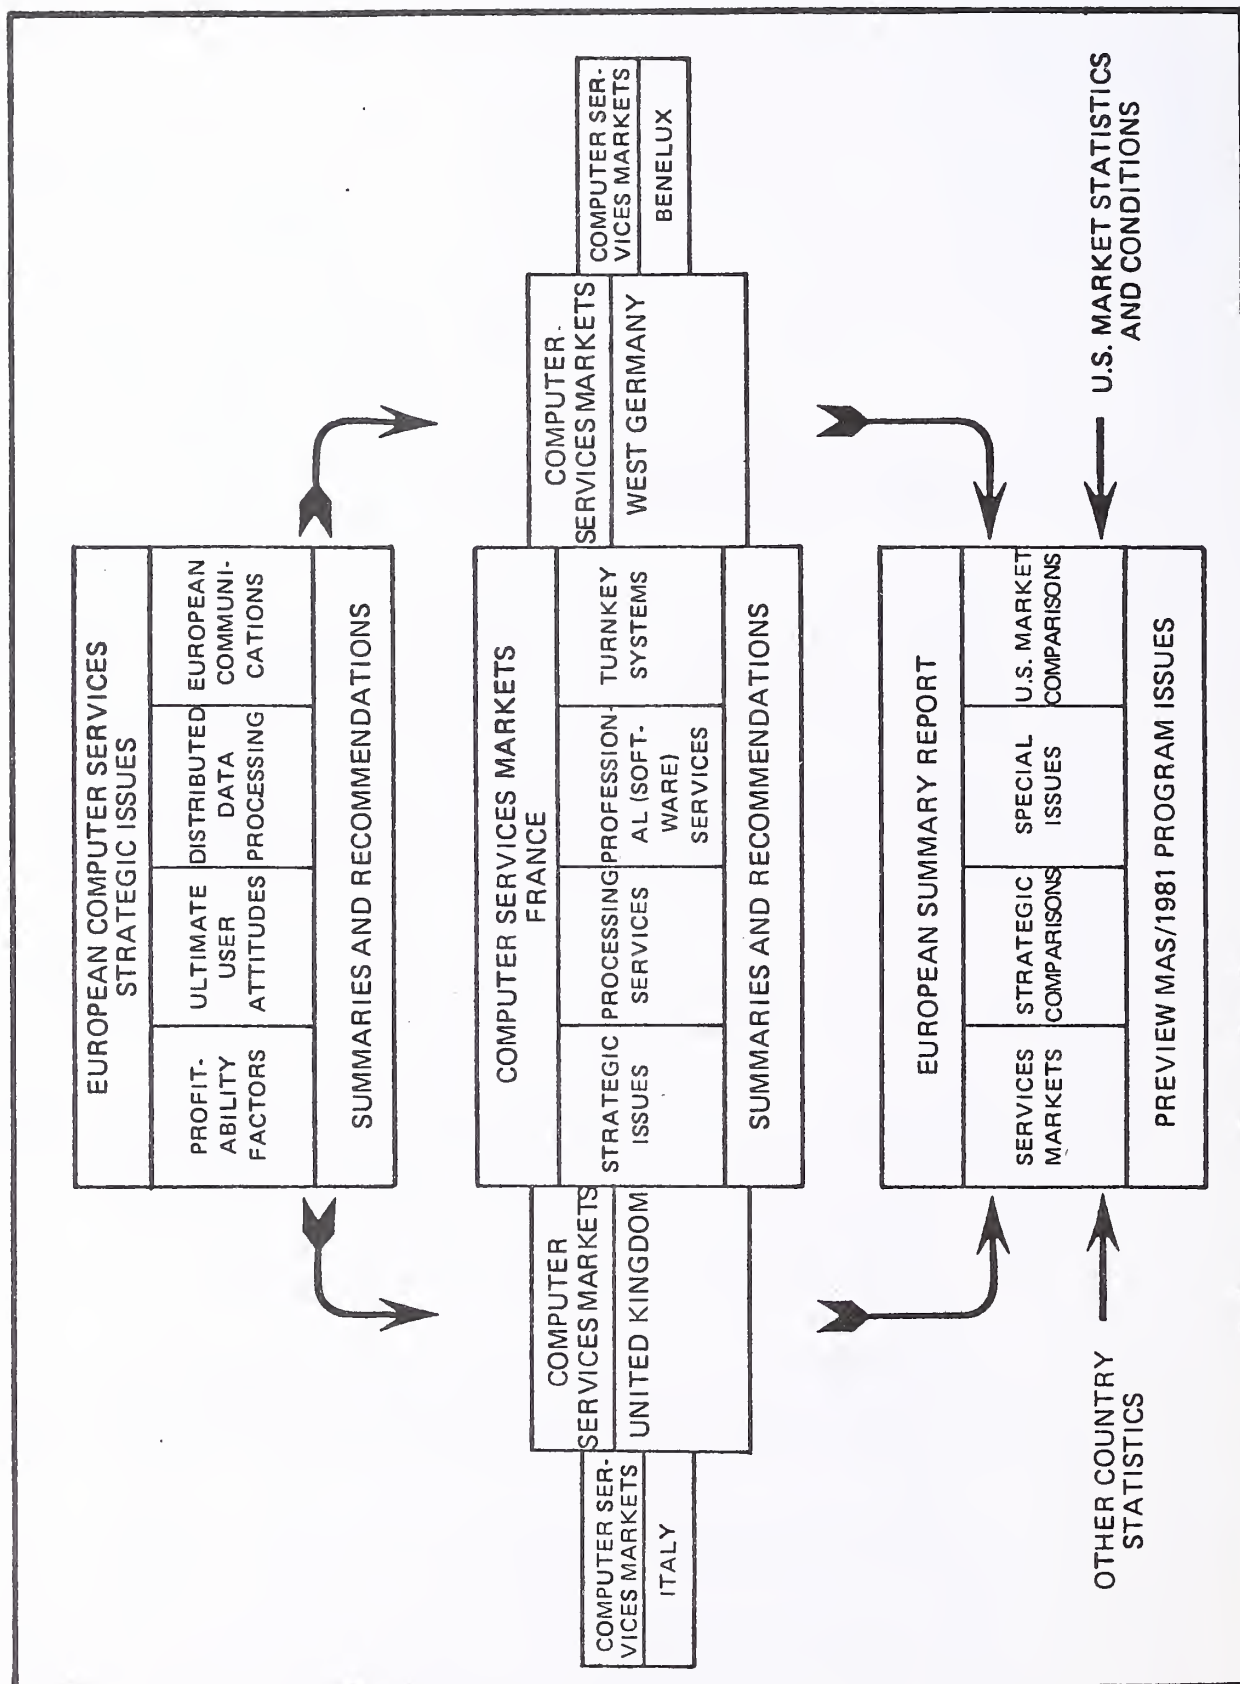 EUROPEAN COMPUTER SERVICES
STRATEGIC ISSUES
PROFIT-
ABILITY
FACTORS
ULTIMATE
USER
ATTITUDES
DISTRIBUTED
DATA
PROCESSING
EUROPEAN
COMMUNI-
CATIONS
SUMMARIES AND RECOMMENDATIONS
COMPUTER SER-
VICES MARKETS
ITALY
COMPUTER
SERVICES MARKETS
UNITED KINGDOM
COMPUTER SERVICES MARKETS
FRANCE
STRATEGIC
ISSUES
PROCESSING
SERVICES
PROFESSION-
AL (SOFT-
WARE)
SERVICES
TURNKEY
SYSTEMS
SUMMARIES AND RECOMMENDATIONS
COMPUTER-
SERVICES MARKETS
WEST GERMANY
COMPUTER SER-
VICES MARKETS
BENELUX
EUROPEAN SUMMARY REPORT
SERVICES
MARKETS
STRATEGIC
COMPARISONS
SPECIAL
ISSUES
U.S. MARKET
COMPARISONS
PREVIEW MAS/1981 PROGRAM ISSUES
OTHER COUNTRY
STATISTICS
U.S. MARKET STATISTICS
AND CONDITIONS